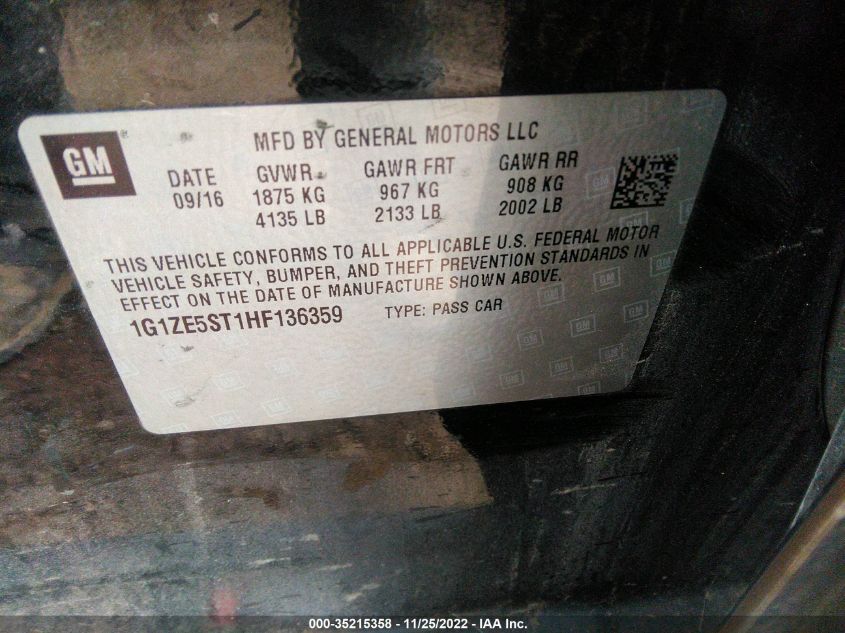 GM
MFD BY GENERAL MOTORS LLC
DATE GVWR GAWR FRT GAWR RR
09/16 1875 KG 967 KG 908 KG
4135 LB 2133 LB 2002 LB
THIS VEHICLE CONFORMS TO ALL APPLICABLE U.S. FEDERAL MOTOR
VEHICLE SAFETY, BUMPER, AND THEFT PREVENTION STANDARDS IN
EFFECT ON THE DATE OF MANUFACTURE SHOWN ABOVE.
1G1ZE5ST1HF136359 TYPE: PASS CAR
000-35215358 - 11/25/2022 - IAA Inc.